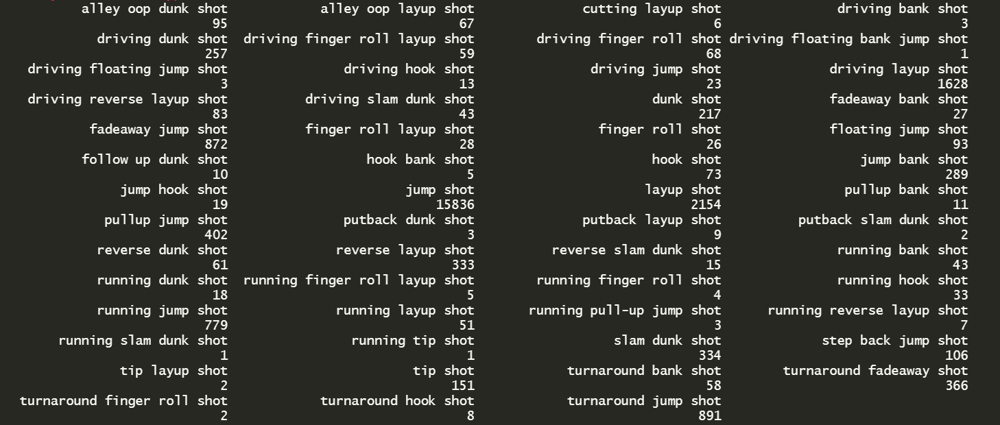 alley oop dunk shot alley oop layup shot cutting layup shot driving bank shot
95 67 6 3
driving dunk shot driving finger roll layup shot driving finger roll shot driving floating bank jump shot
257 59 68 1
driving floating jump shot driving hook shot driving jump shot driving layup shot
3 13 23 1628
driving reverse layup shot driving slam dunk shot dunk shot fadeaway bank shot
83 43 217 27
fadeaway jump shot finger roll layup shot finger roll shot floating jump shot
872 28 26 93
follow up dunk shot hook bank shot hook shot jump bank shot
10 5 73 289
jump hook shot jump shot layup shot pullup bank shot
19 15836 2154 11
pullup jump shot putback dunk shot putback layup shot putback slam dunk shot
402 3 9 2
reverse dunk shot reverse layup shot reverse slam dunk shot running bank shot
61 333 15 43
running dunk shot running finger roll layup shot running finger roll shot running hook shot
18 5 4 33
running jump shot running layup shot running pull-up jump shot running reverse layup shot
779 51 3 7
running slam dunk shot running tip shot slam dunk shot step back jump shot
1 1 334 106
tip layup shot tip shot turnaround bank shot turnaround fadeaway shot
2 151 58 366
turnaround finger roll shot turnaround hook shot turnaround jump shot
2 8 891